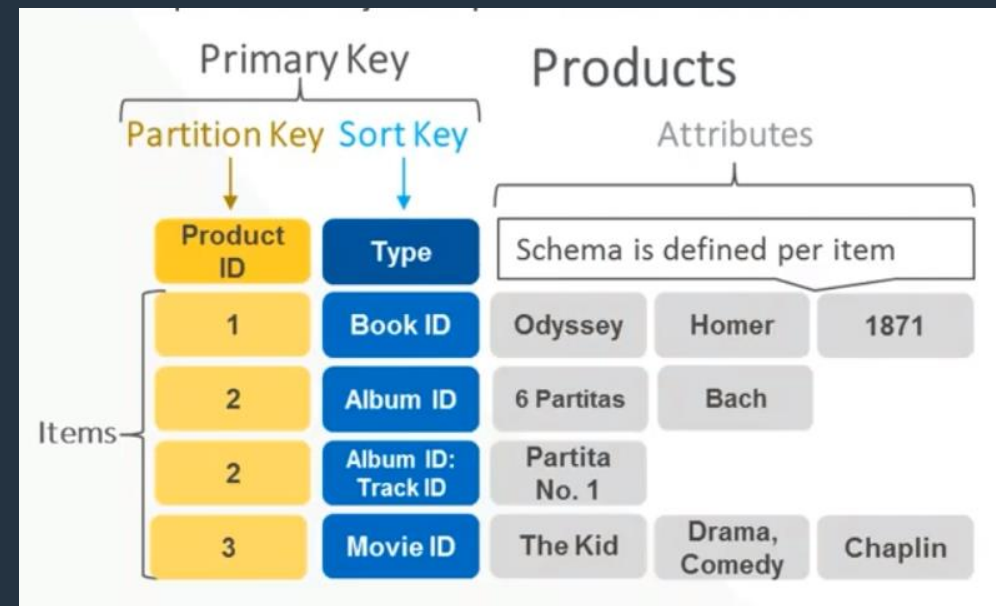 Primary Key
Products
Partition Key Sort Key
Attributes
Product
ID
Type
Schema is defined per item
Items
1
Book ID
Odyssey
Homer
1871
2
Album ID
6 Partitas
Bach
2
Album ID:
Track ID
Partita
No. 1
3
Movie ID
The Kid
Drama,
Comedy
Chaplin